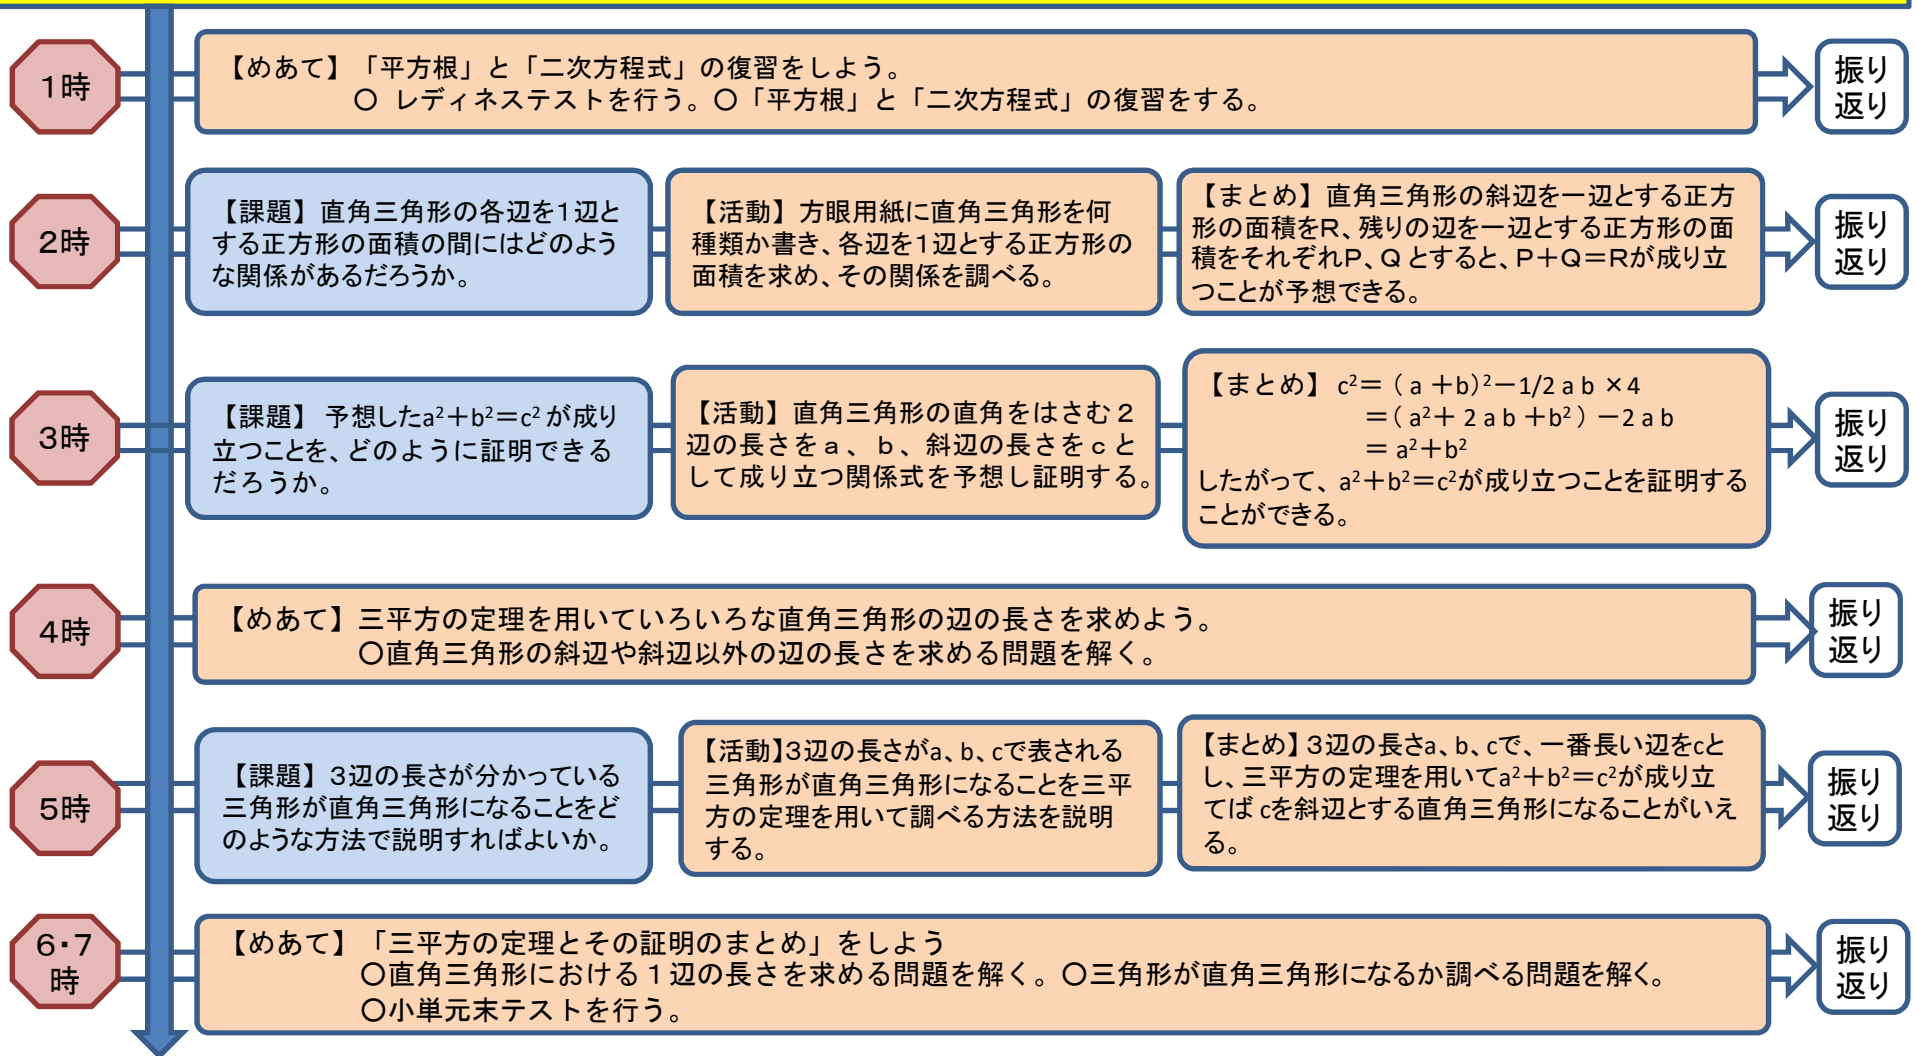 1時
【めあて】「平方根」と「二次方程式」の復習をしよう。
〇 レディネステストを行う。〇「平方根」と「二次方程式」の復習をする。
振り
返り
2時
【課題】直角三角形の各辺を1辺と
する正方形の面積の間にはどのよう
な関係があるだろうか。
【活動】方眼用紙に直角三角形を何
種類か書き、各辺を1辺とする正方形の
面積を求め、その関係を調べる。
【まとめ】直角三角形の斜辺を一辺とする正方
形の面積をR、残りの辺を一辺とする正方形の面
積をそれぞれP、Qとすると、P+Q=Rが成り立
つことが予想できる。
振り
返り
3時
【課題】 予想したa²+b²=c² が成り
立つことを、どのように証明できる
だろうか。
【活動】直角三角形の直角をはさむ2
辺の長さをa、b、斜辺の長さをcと
して成り立つ関係式を予想し証明する。
【まとめ】 c²=(a+b)²-1/2ab×4
=(a²+2ab+b²)-2ab
=a²+b²
したがって、a²+b²=c²が成り立つことを証明する
ことができる。
振り
返り
4時
【めあて】三平方の定理を用いていろいろな直角三角形の辺の長さを求めよう。
〇直角三角形の斜辺や斜辺以外の辺の長さを求める問題を解く。
振り
返り
5時
【課題】3辺の長さが分かっている
三角形が直角三角形になることをど
のような方法で説明すればよいか。
【活動】3辺の長さがa、b、cで表される
三角形が直角三角形になることを三平
方の定理を用いて調べる方法を説明
する。
【まとめ】3辺の長さa、b、cで、一番長い辺をcと
し、三平方の定理を用いてa²+b²=c²が成り立
てば cを斜辺とする直角三角形になることがいえ
る。
振り
返り
6・7
時
【めあて】「三平方の定理とその証明のまとめ」をしよう
〇直角三角形における1辺の長さを求める問題を解く。〇三角形が直角三角形になるか調べる問題を解く。
〇小単元末テストを行う。
振り
返り